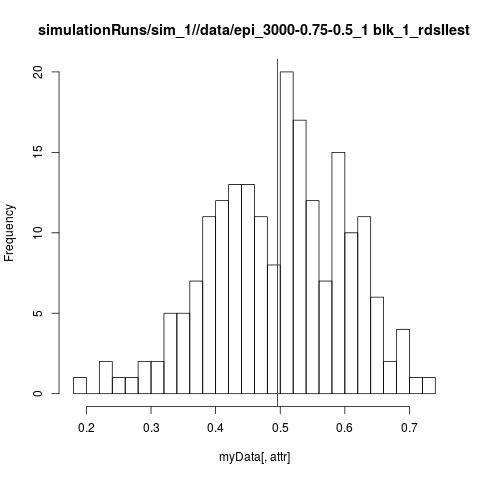 simulationRuns/sim_1//data/epi_3000-0.75-0.5_1 blk_1_rdsIlest
Frequency
20
15
10
5
0
0.2 0.3 0.4 0.5 0.6 0.7
myData[, attr]